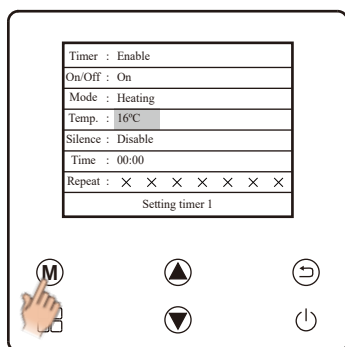 Timer : Enable
On/Off : On
Mode : Heating
Temp. : 16ºC
Silence : Disable
Time : 00:00
Repeat : × × × × × × ×
Setting timer 1
M